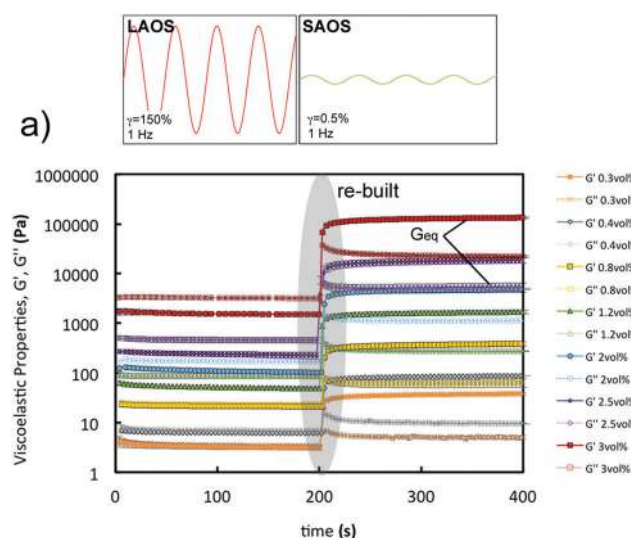 LAOS
SAOS
γ=150%
1 Hz
γ=0.5%
1 Hz
a)
re-built
Geq
Viscoelastic Properties, G', G'' (Pa)
1000000
100000
10000
1000
100
10
1
0
100
200
300
400
time (s)
G' 0.3vol%
G'' 0.3vol%
G' 0.4vol%
G'' 0.4vol%
G' 0.8vol%
G'' 0.8vol%
G' 1.2vol%
G'' 1.2vol%
G' 2vol%
G'' 2vol%
G' 2.5vol%
G'' 2.5vol%
G' 3vol%
G'' 3vol%